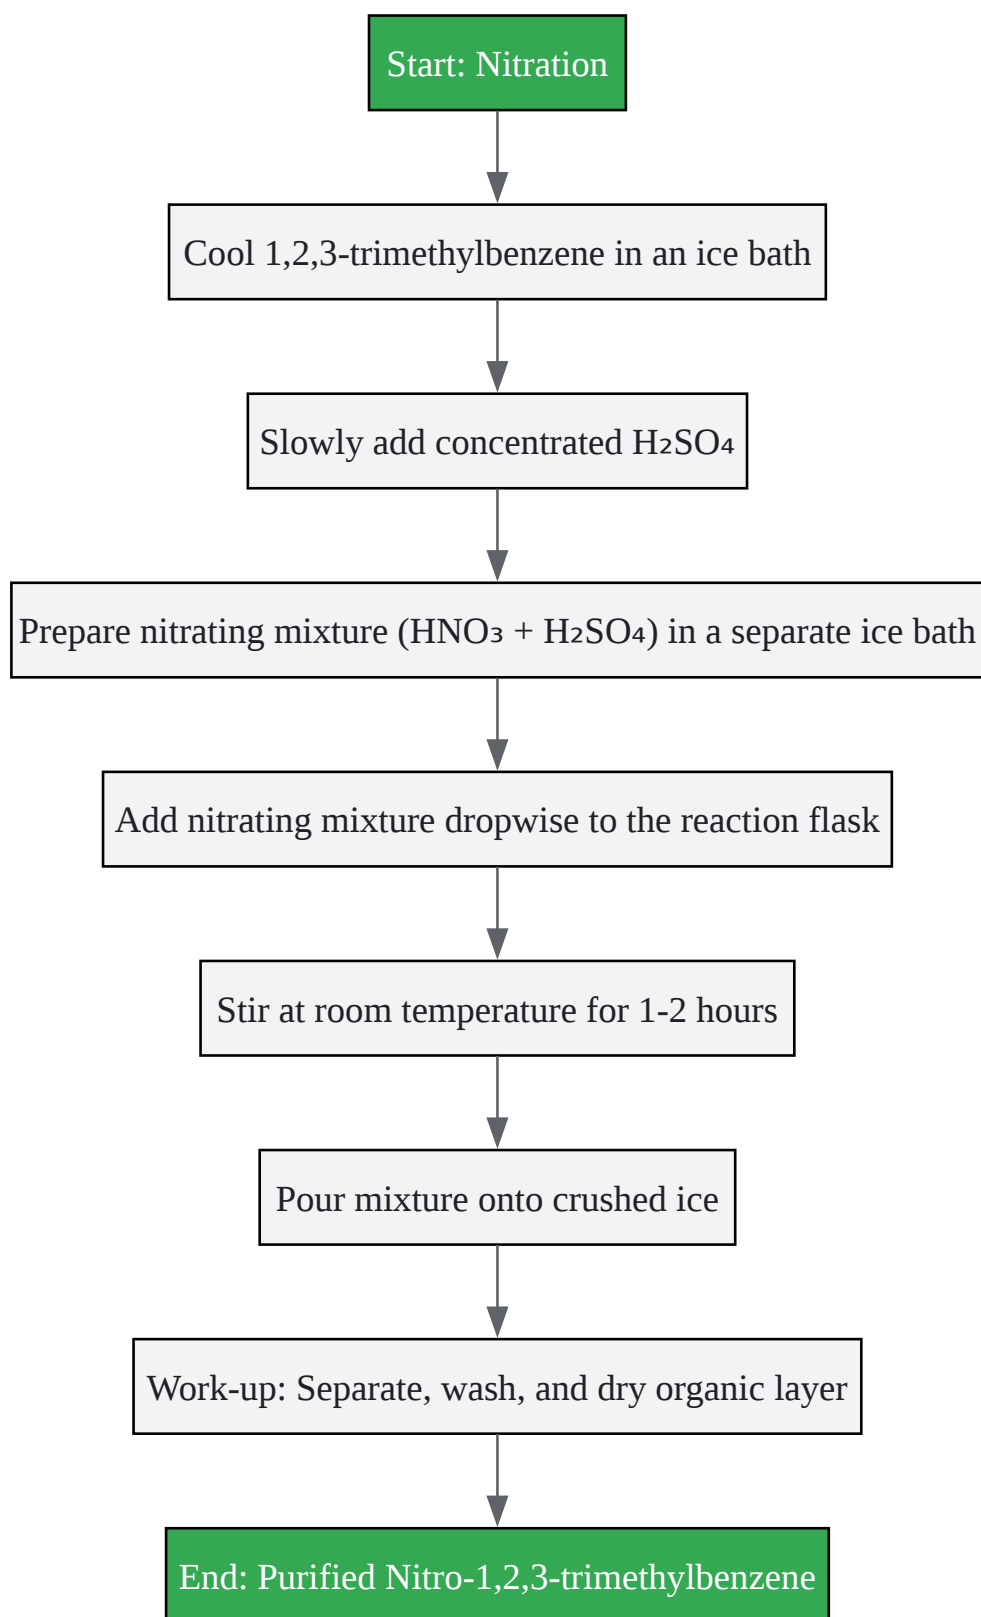 Start: Nitration
Cool 1,2,3-trimethylbenzene in an ice bath
Slowly add concentrated H₂SO₄
Prepare nitrating mixture (HNO₃ + H₂SO₄) in a separate ice bath
Add nitrating mixture dropwise to the reaction flask
Stir at room temperature for 1-2 hours
Pour mixture onto crushed ice
Work-up: Separate, wash, and dry organic layer
End: Purified Nitro-1,2,3-trimethylbenzene